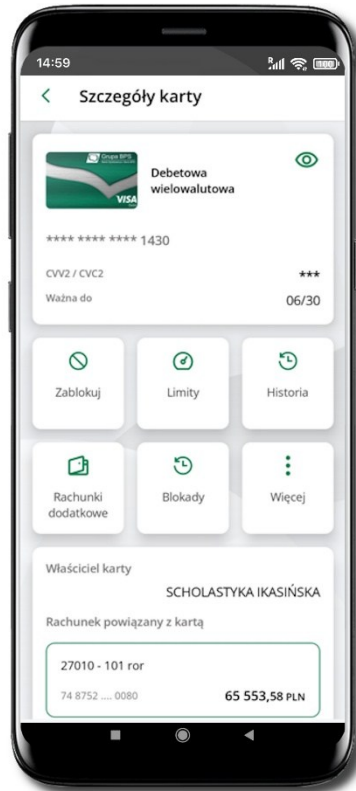 14:59
R
100
Szczegóły karty
Grupa BPS
VISA
Debetowa
wielowalutowa
**** **** **** 1430
CVV2 / CVC2
***
Ważna do
06/30
Zablokuj
Limity
Historia
Rachunki
dodatkowe
Blokady
Więcej
Właściciel karty
SCHOLASTYKA IKASIŃSKA
Rachunek powiązany z kartą
27010 - 101 ror
74 8752 .... 0080
65 553,58 PLN